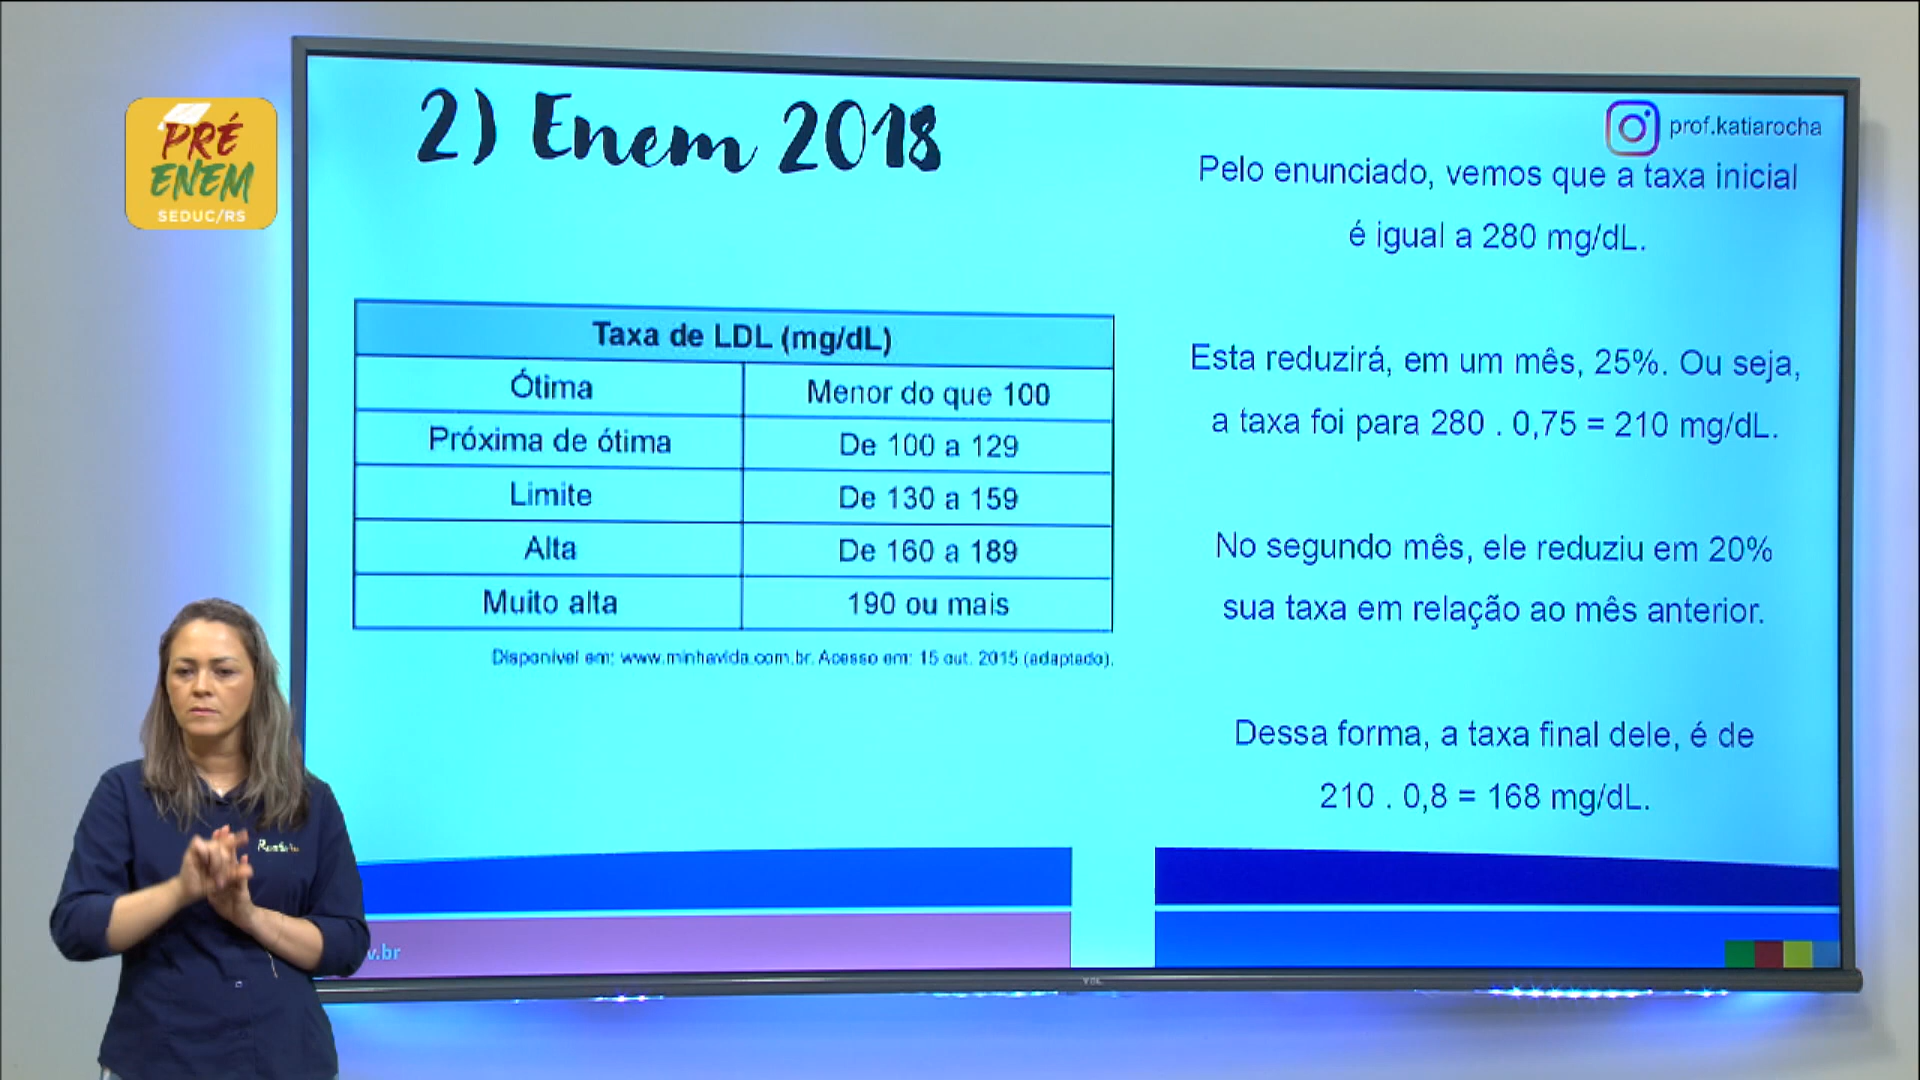 PRÉ
ENEM
SEDUC/RS
2) Enem 2018
prof.katiarocha
Pelo enunciado, vemos que a taxa inicial
é igual a 280 mg/dL.
Taxa de LDL (mg/dL)
Ótima Menor do que 100
Próxima de ótima De 100 a 129
Limite De 130 a 159
Alta De 160 a 189
Muito alta 190 ou mais
Disponível em: www.minhavida.com.br. Acesso em: 15 out. 2015 (adaptado).
Esta reduzirá, em um mês, 25%. Ou seja,
a taxa foi para 280 . 0,75 = 210 mg/dL.
No segundo mês, ele reduziu em 20%
sua taxa em relação ao mês anterior.
Dessa forma, a taxa final dele, é de
210 . 0,8 = 168 mg/dL.
v.br
TCL